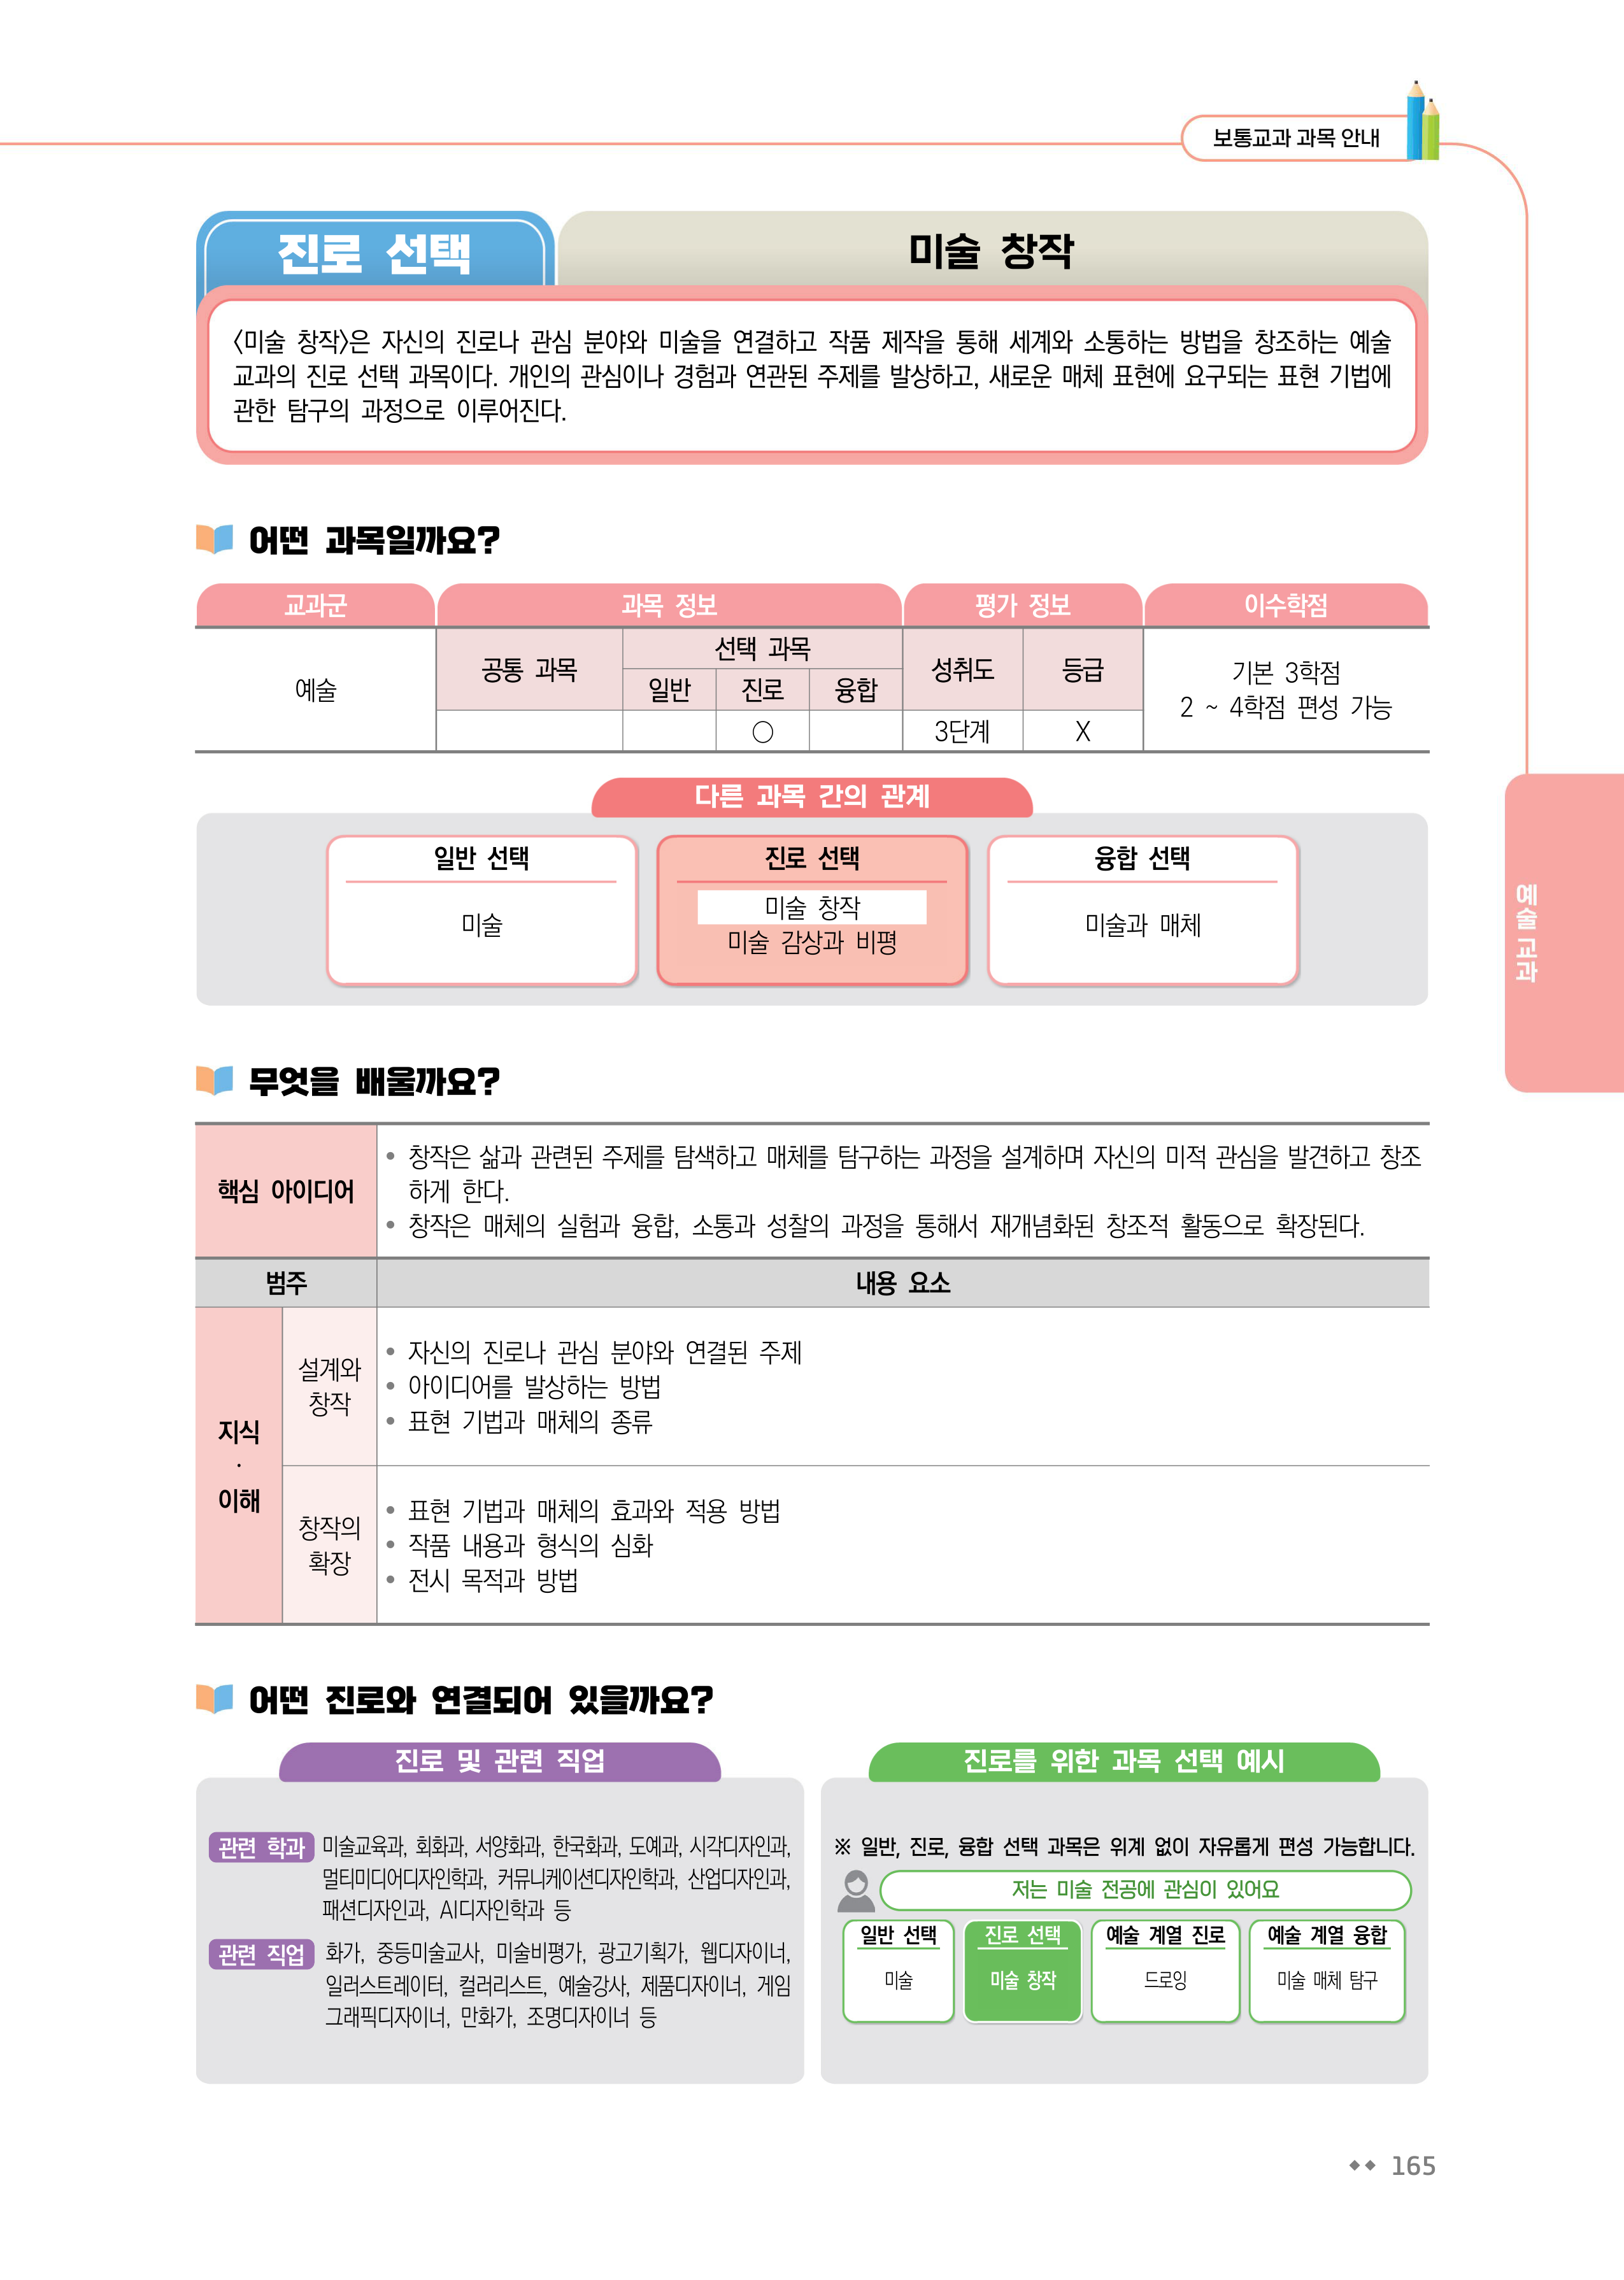 보통교과 과목 안내
진로 선택
미술 창작
〈미술 창작〉은 자신의 진로나 관심 분야와 미술을 연결하고 작품 제작을 통해 세계와 소통하는 방법을 창조하는 예술
교과의 진로 선택 과목이다. 개인의 관심이나 경험과 연관된 주제를 발상하고, 새로운 매체 표현에 요구되는 표현 기법에
관한 탐구의 과정으로 이루어진다.
어떤 과목일까요?
교과군 과목 정보 평가 정보 이수학점
예술
공통 과목
선택 과목
일반 진로 융합
성취도 등급
○ 3단계 X
기본 3학점
2 ~ 4학점 편성 가능
다른 과목 간의 관계
일반 선택
미술
진로 선택
미술 창작
미술 감상과 비평
융합 선택
미술과 매체
예술 교과
무엇을 배울까요?
핵심 아이디어
• 창작은 삶과 관련된 주제를 탐색하고 매체를 탐구하는 과정을 설계하며 자신의 미적 관심을 발견하고 창조
하게 한다.
• 창작은 매체의 실험과 융합, 소통과 성찰의 과정을 통해서 재개념화된 창조적 활동으로 확장된다.
범주 내용 요소
지식
·
이해
설계와
창작
• 자신의 진로나 관심 분야와 연결된 주제
• 아이디어를 발상하는 방법
• 표현 기법과 매체의 종류
창작의
확장
• 표현 기법과 매체의 효과와 적용 방법
• 작품 내용과 형식의 심화
• 전시 목적과 방법
어떤 진로와 연결되어 있을까요?
진로 및 관련 직업
관련 학과 미술교육과, 회화과, 서양화과, 한국화과, 도예과, 시각디자인과,
멀티미디어디자인학과, 커뮤니케이션디자인학과, 산업디자인과,
패션디자인과, AI디자인학과 등
관련 직업 화가, 중등미술교사, 미술비평가, 광고기획가, 웹디자이너,
일러스트레이터, 컬러리스트, 예술강사, 제품디자이너, 게임
그래픽디자이너, 만화가, 조명디자이너 등
진로를 위한 과목 선택 예시
※ 일반, 진로, 융합 선택 과목은 위계 없이 자유롭게 편성 가능합니다.
저는 미술 전공에 관심이 있어요
일반 선택
미술
진로 선택
미술 창작
예술 계열 진로
드로잉
예술 계열 융합
미술 매체 탐구
165